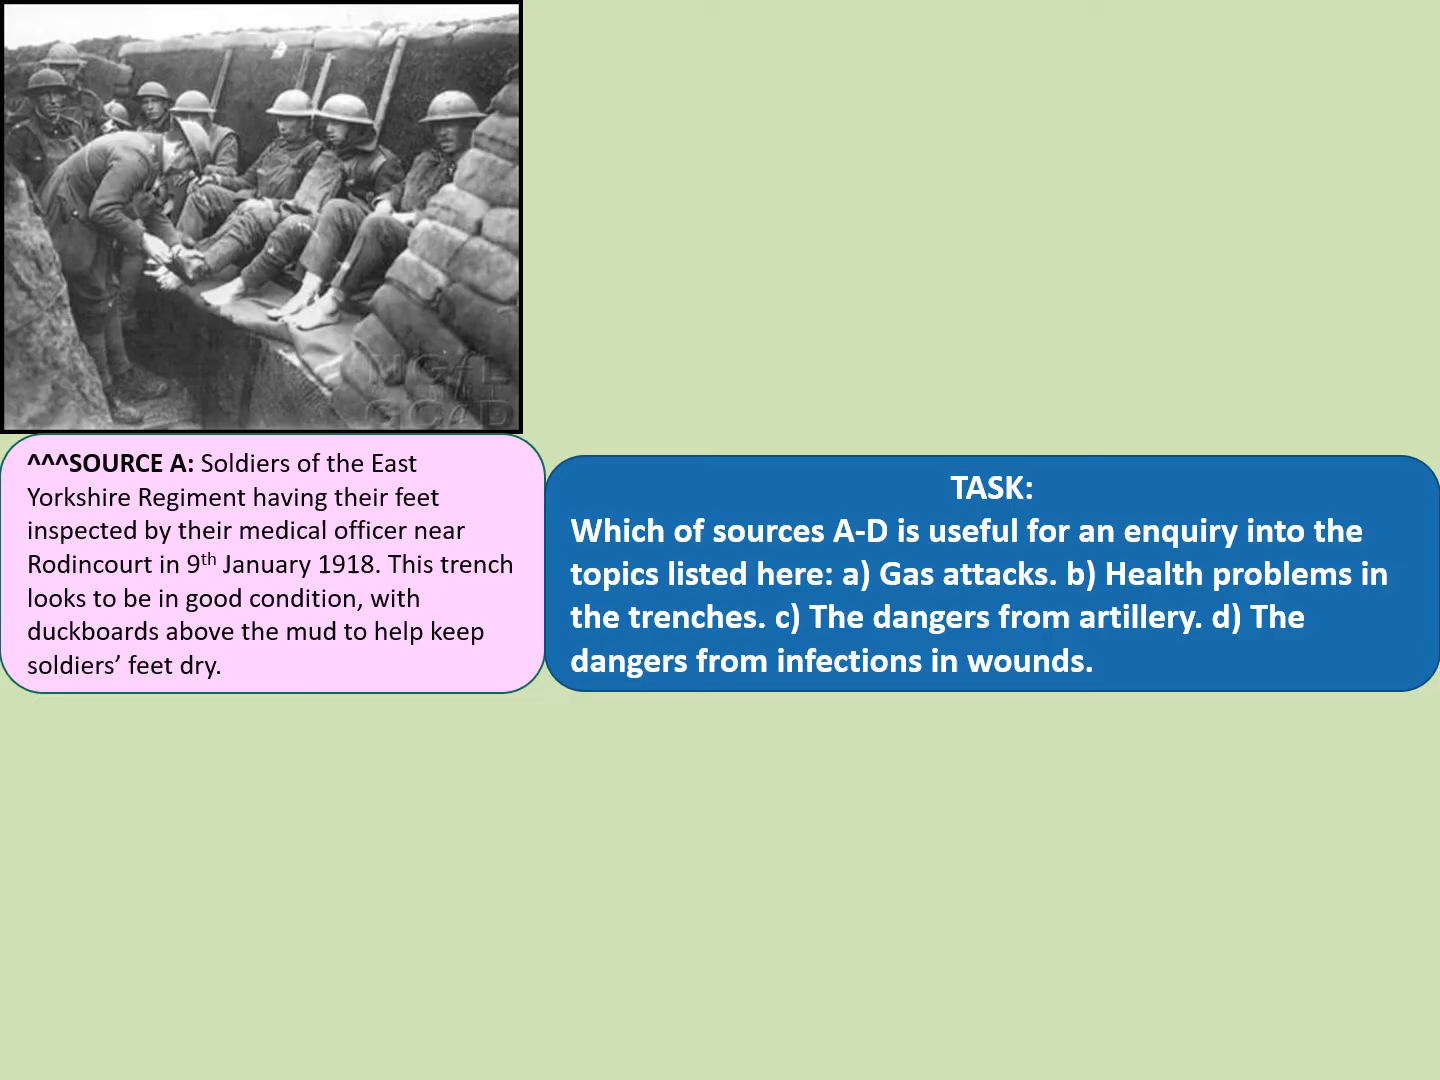 NGfL
GCaD
^^^SOURCE A: Soldiers of the East
Yorkshire Regiment having their feet
inspected by their medical officer near
Rodincourt in 9th January 1918. This trench
looks to be in good condition, with
duckboards above the mud to help keep
soldiers’ feet dry.
TASK:
Which of sources A-D is useful for an enquiry into the
topics listed here: a) Gas attacks. b) Health problems in
the trenches. c) The dangers from artillery. d) The
dangers from infections in wounds.